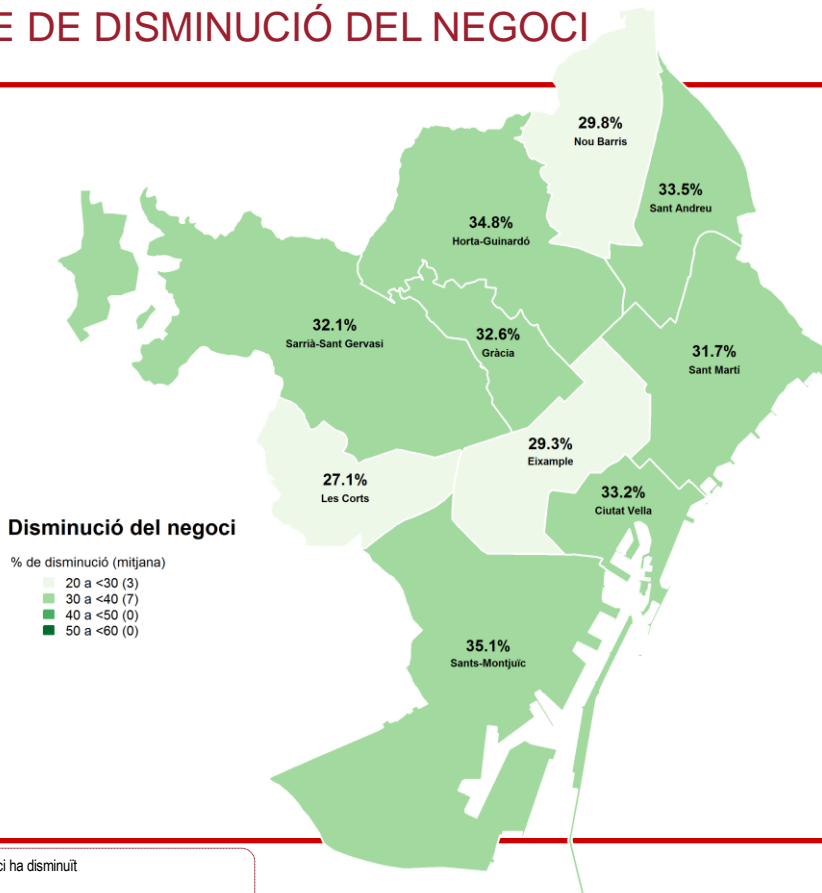 DE DISMINUCIÓ DEL NEGOCI
29.8%
Nou Barris
33.5%
Sant Andreu
34.8%
Horta-Guinardó
32.1%
Sarrià-Sant Gervasi
32.6%
Gràcia
31.7%
Sant Martí
29.3%
Eixample
27.1%
Les Corts
33.2%
Ciutat Vella
Disminució del negoci
% de disminució (mitjana)
20 a <30 (3)
30 a <40 (7)
40 a <50 (0)
50 a <60 (0)
35.1%
Sants-Montjuïc
ha disminuït